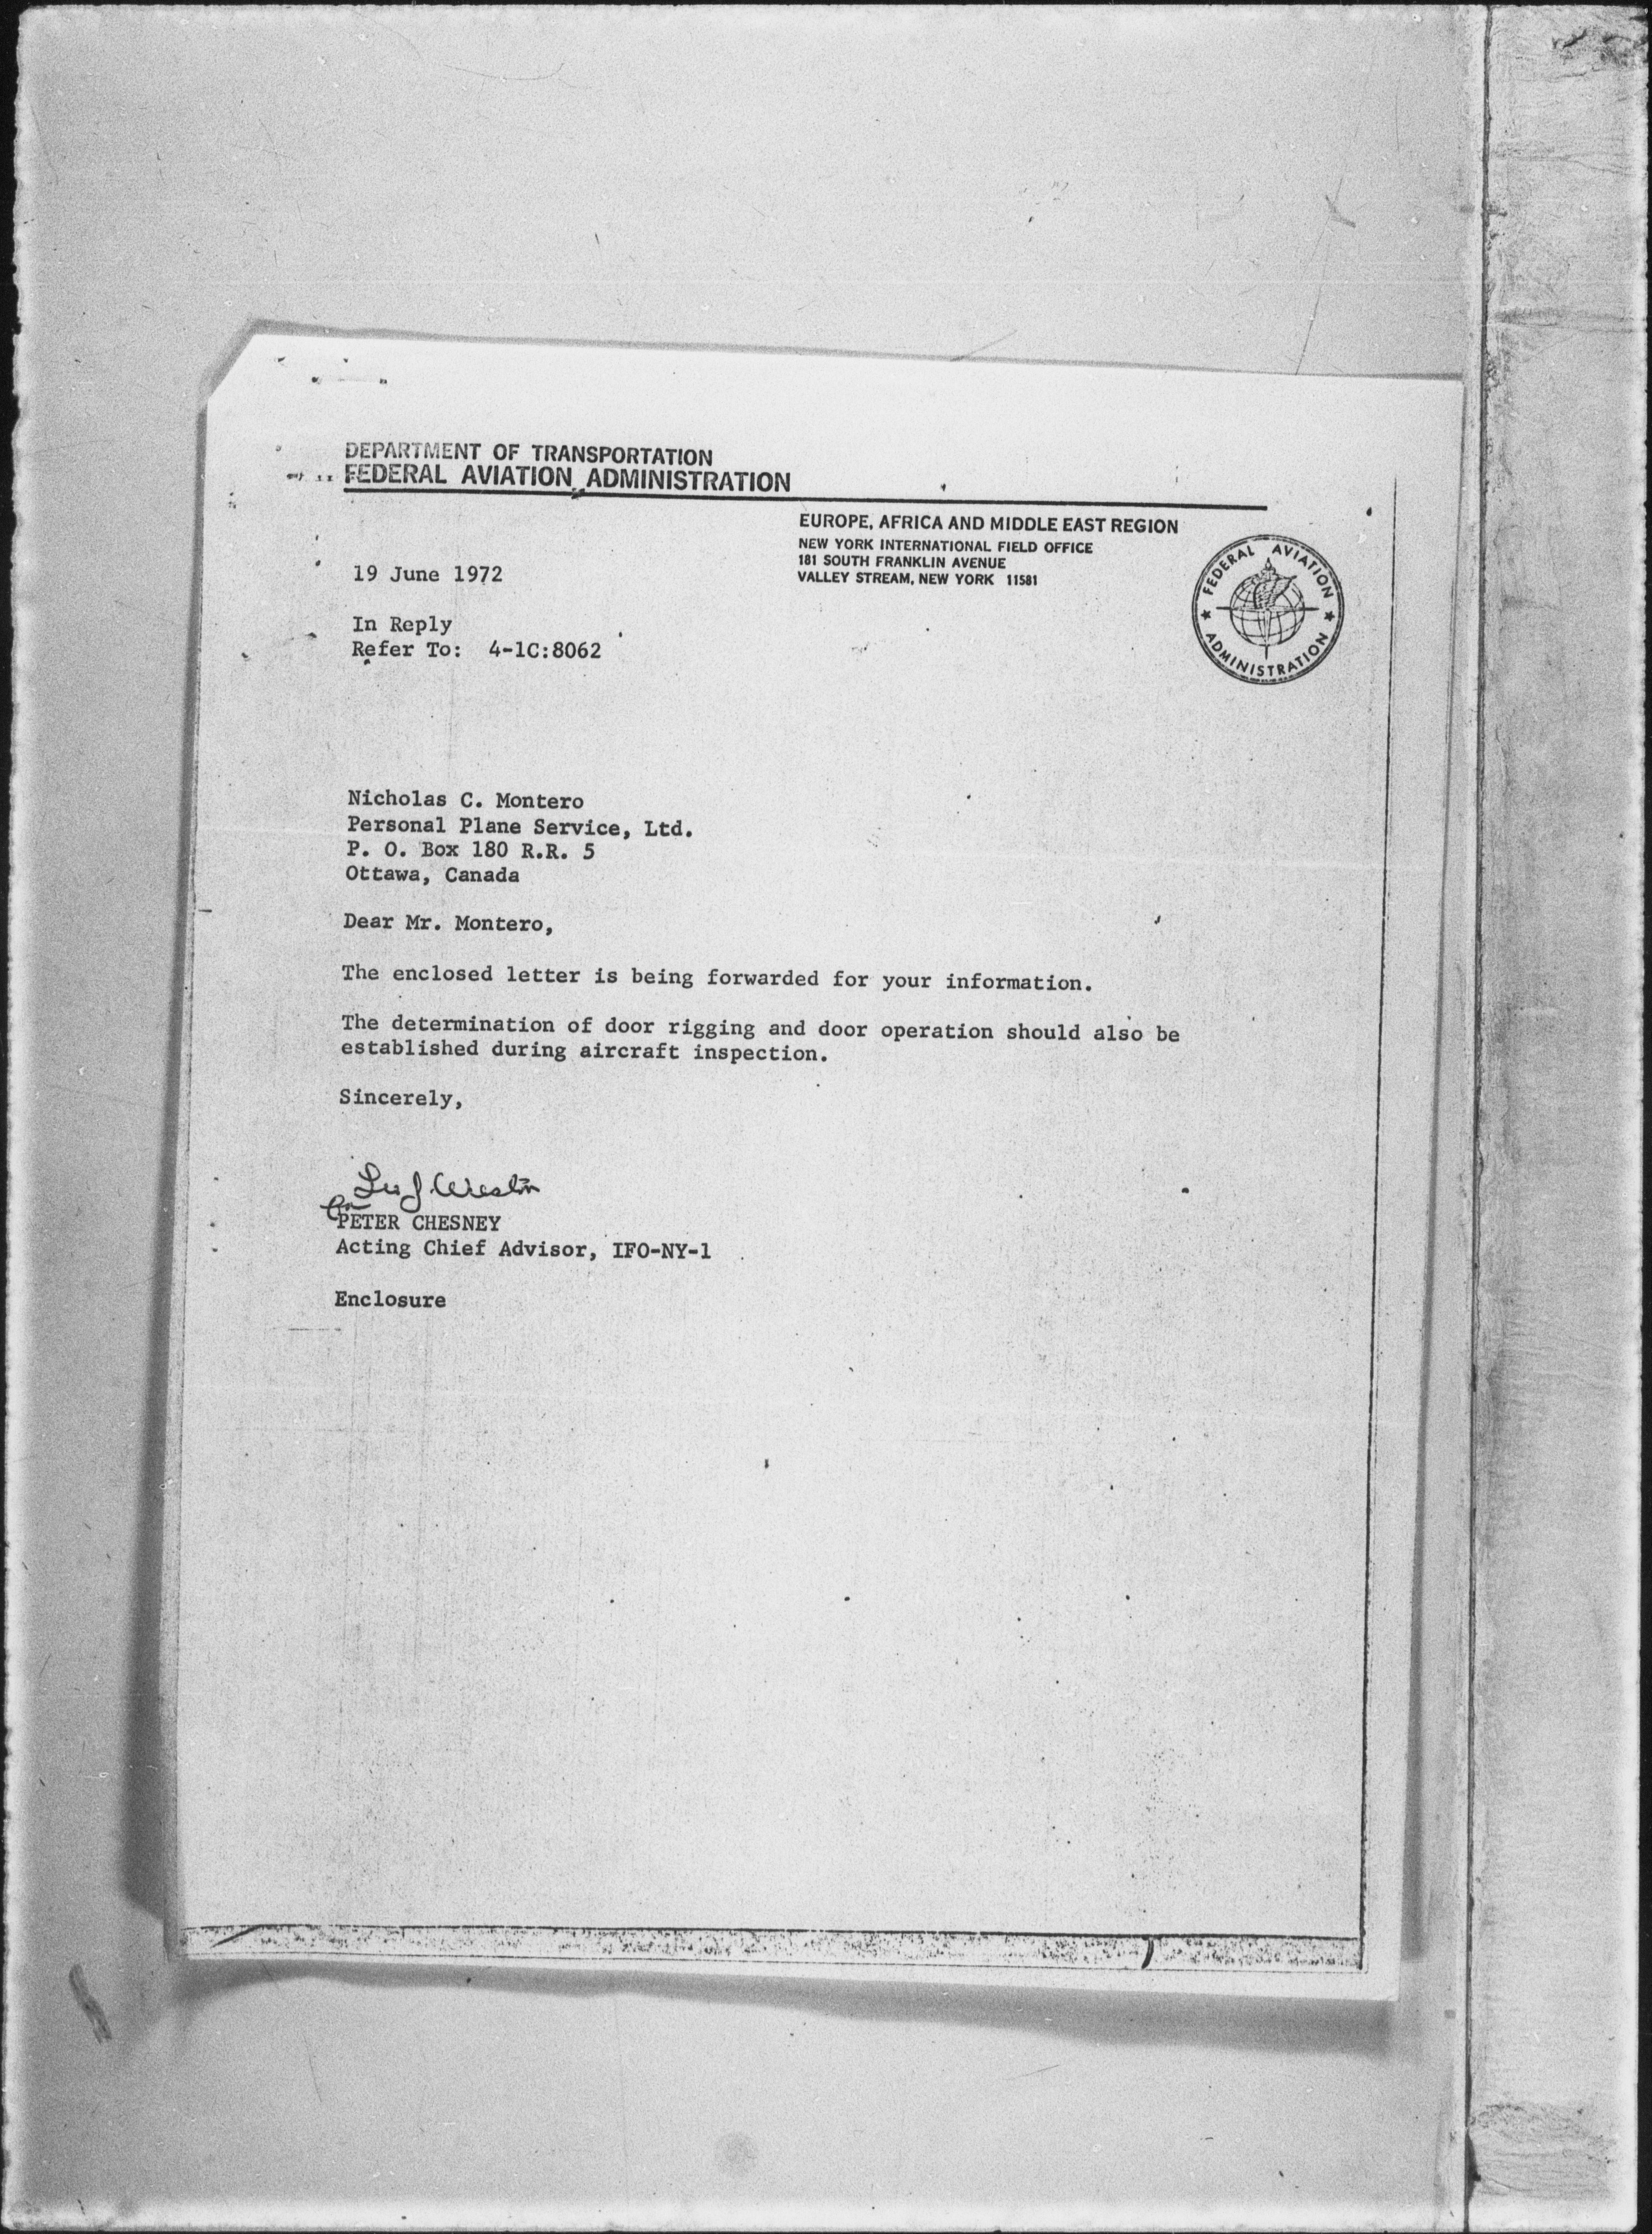 DEPARTMENT OF TRANSPORTATION
FEDERAL AVIATION ADMINISTRATION
EUROPE, AFRICA AND MIDDLE EAST REGION
NEW YORK INTERNATIONAL FIELD OFFICE
181 SOUTH FRANKLIN AVENUE
VALLEY STREAM, NEW YORK 11581
FEDERAL AVIATION ADMINISTRATION
19 June 1972
In Reply
Refer To: 4-1C:8062
Nicholas C. Montero
Personal Plane Service, Ltd.
P. O. Box 180 R.R. 5
Ottawa, Canada
Dear Mr. Montero,
The enclosed letter is being forwarded for your information.
The determination of door rigging and door operation should also be
established during aircraft inspection.
Sincerely,
PETER CHESNEY
Acting Chief Advisor, IFO-NY-1
Enclosure